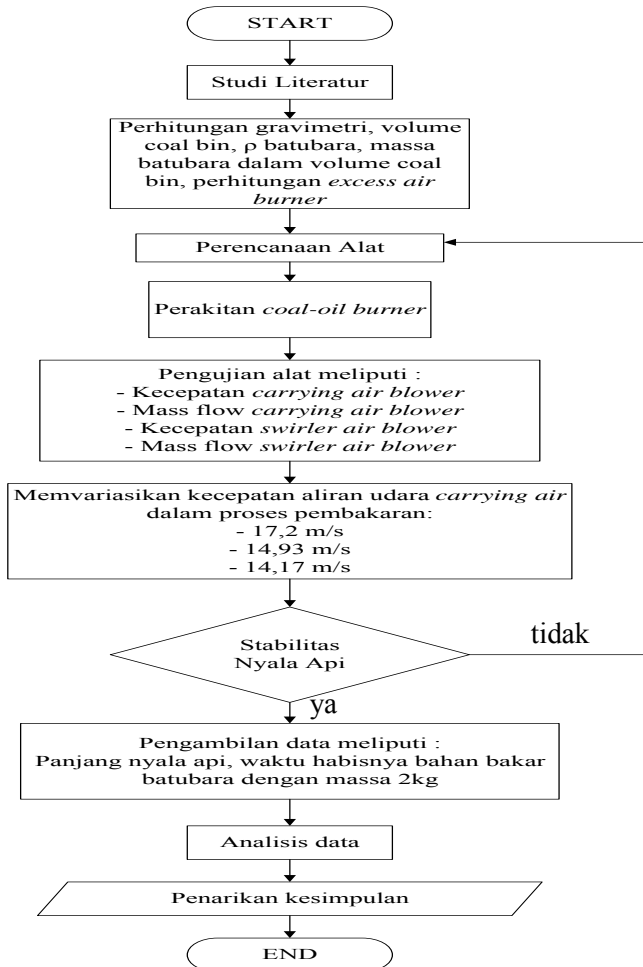 START
Studi Literatur
Perhitungan gravimetri, volume
coal bin, ρ batubara, massa
batubara dalam volume coal
bin, perhitungan excess air
burner
Perencanaan Alat
Perakitan coal-oil burner
Pengujian alat meliputi :
- Kecepatan carrying air blower
- Mass flow carrying air blower
- Kecepatan swirler air blower
- Mass flow swirler air blower
Memvariasikan kecepatan aliran udara carrying air
dalam proses pembakaran:
- 17,2 m/s
- 14,93 m/s
- 14,17 m/s
Stabilitas
Nyala Api
tidak
ya
Pengambilan data meliputi :
Panjang nyala api, waktu habisnya bahan bakar
batubara dengan massa 2kg
Analisis data
Penarikan kesimpulan
END